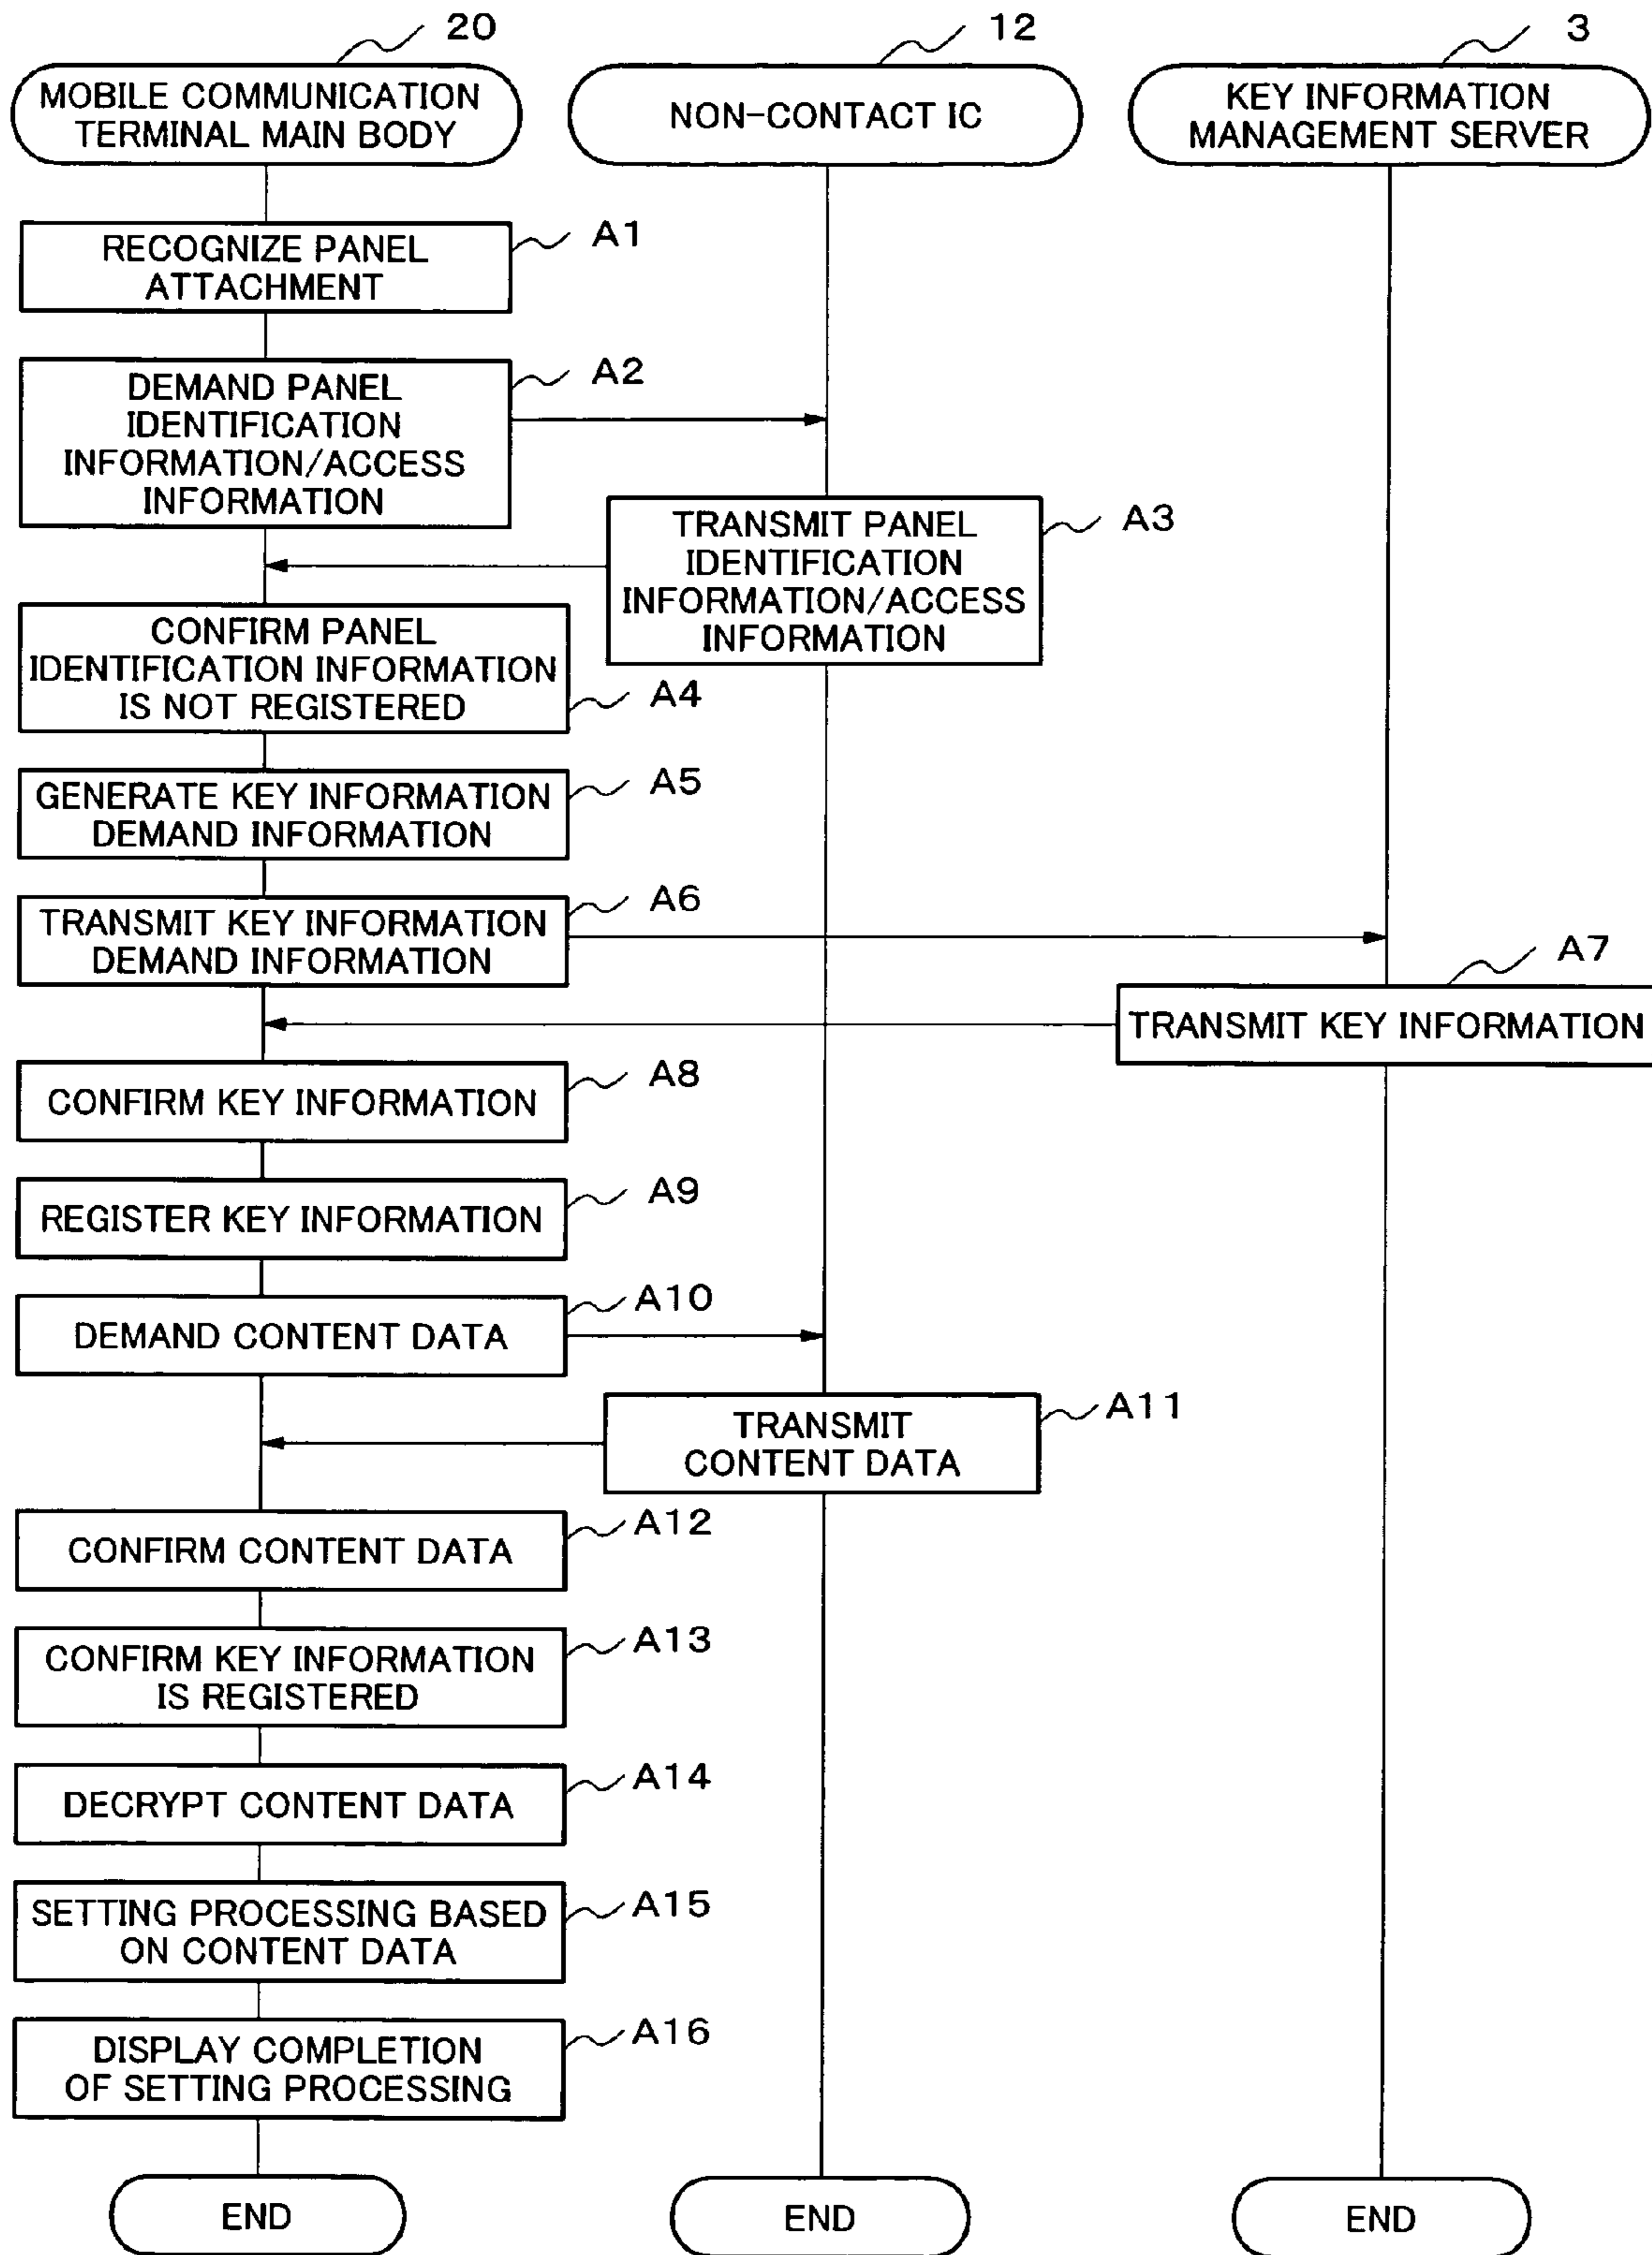 20
12
3
MOBILE COMMUNICATION
TERMINAL MAIN BODY
NON-CONTACT IC
KEY INFORMATION
MANAGEMENT SERVER
RECOGNIZE PANEL
ATTACHMENT
A1
DEMAND PANEL
IDENTIFICATION
INFORMATION/ACCESS
INFORMATION
A2
TRANSMIT PANEL
IDENTIFICATION
INFORMATION/ACCESS
INFORMATION
A3
CONFIRM PANEL
IDENTIFICATION INFORMATION
IS NOT REGISTERED
A4
GENERATE KEY INFORMATION
DEMAND INFORMATION
A5
TRANSMIT KEY INFORMATION
DEMAND INFORMATION
A6
A7
TRANSMIT KEY INFORMATION
CONFIRM KEY INFORMATION
A8
REGISTER KEY INFORMATION
A9
DEMAND CONTENT DATA
A10
TRANSMIT
CONTENT DATA
A11
CONFIRM CONTENT DATA
A12
CONFIRM KEY INFORMATION
IS REGISTERED
A13
DECRYPT CONTENT DATA
A14
SETTING PROCESSING BASED
ON CONTENT DATA
A15
DISPLAY COMPLETION
OF SETTING PROCESSING
A16
END
END
END